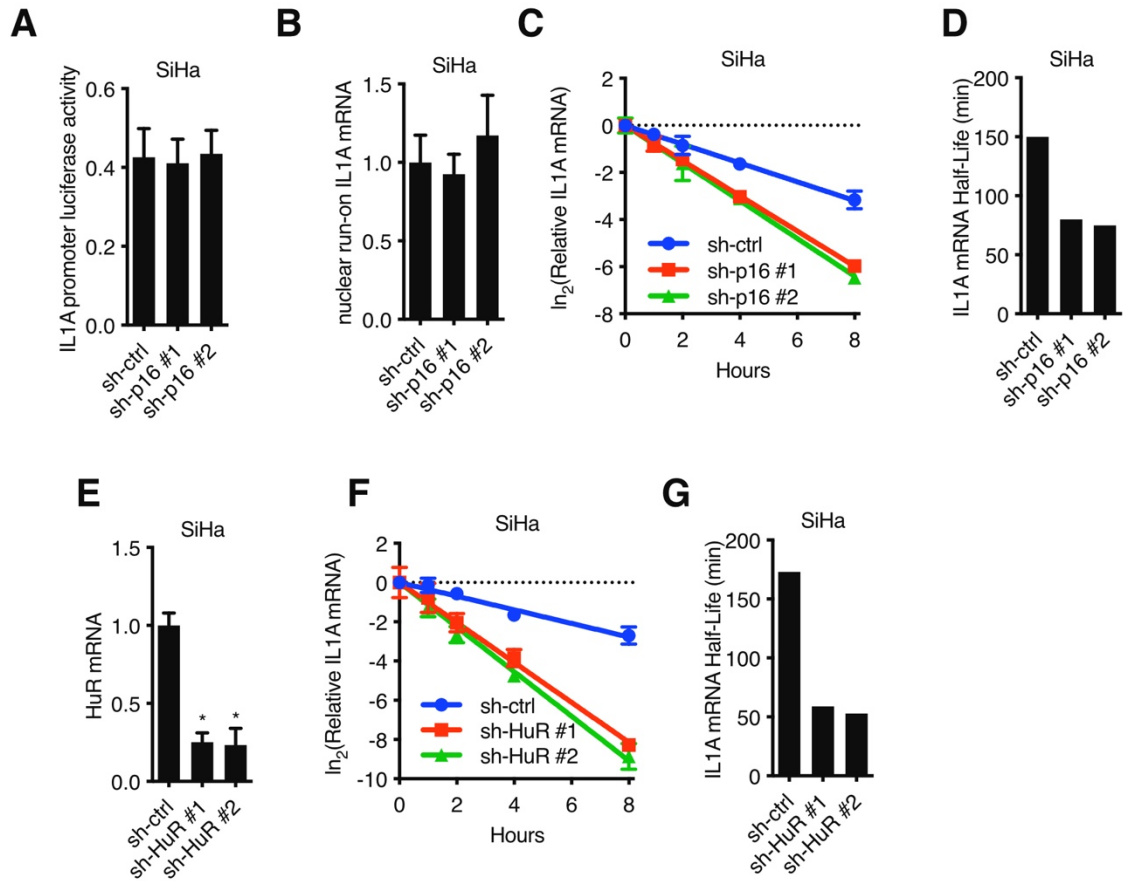 A
SiHa
IL1A promoter luciferase activity
0.6
0.4
0.2
0.0
sh-ctrl
sh-p16 #1
sh-p16 #2
B
SiHa
nuclear run-on IL1A mRNA
1.5
1.0
0.5
0.0
sh-ctrl
sh-p16 #1
sh-p16 #2
C
SiHa
ln₂(Relative IL1A mRNA)
2
0
-2
-4
-6
-8
sh-ctrl
sh-p16 #1
sh-p16 #2
0 2 4 6 8
Hours
D
SiHa
IL1A mRNA Half-Life (min)
200
150
100
50
0
sh-ctrl
sh-p16 #1
sh-p16 #2
E
SiHa
HuR mRNA
1.5
1.0
0.5
0.0
* *
sh-ctrl
sh-HuR #1
sh-HuR #2
F
SiHa
ln₂(Relative IL1A mRNA)
2
0
-2
-4
-6
-8
-10
sh-ctrl
sh-HuR #1
sh-HuR #2
0 2 4 6 8
Hours
G
SiHa
IL1A mRNA Half-Life (min)
200
150
100
50
0
sh-ctrl
sh-HuR #1
sh-HuR #2